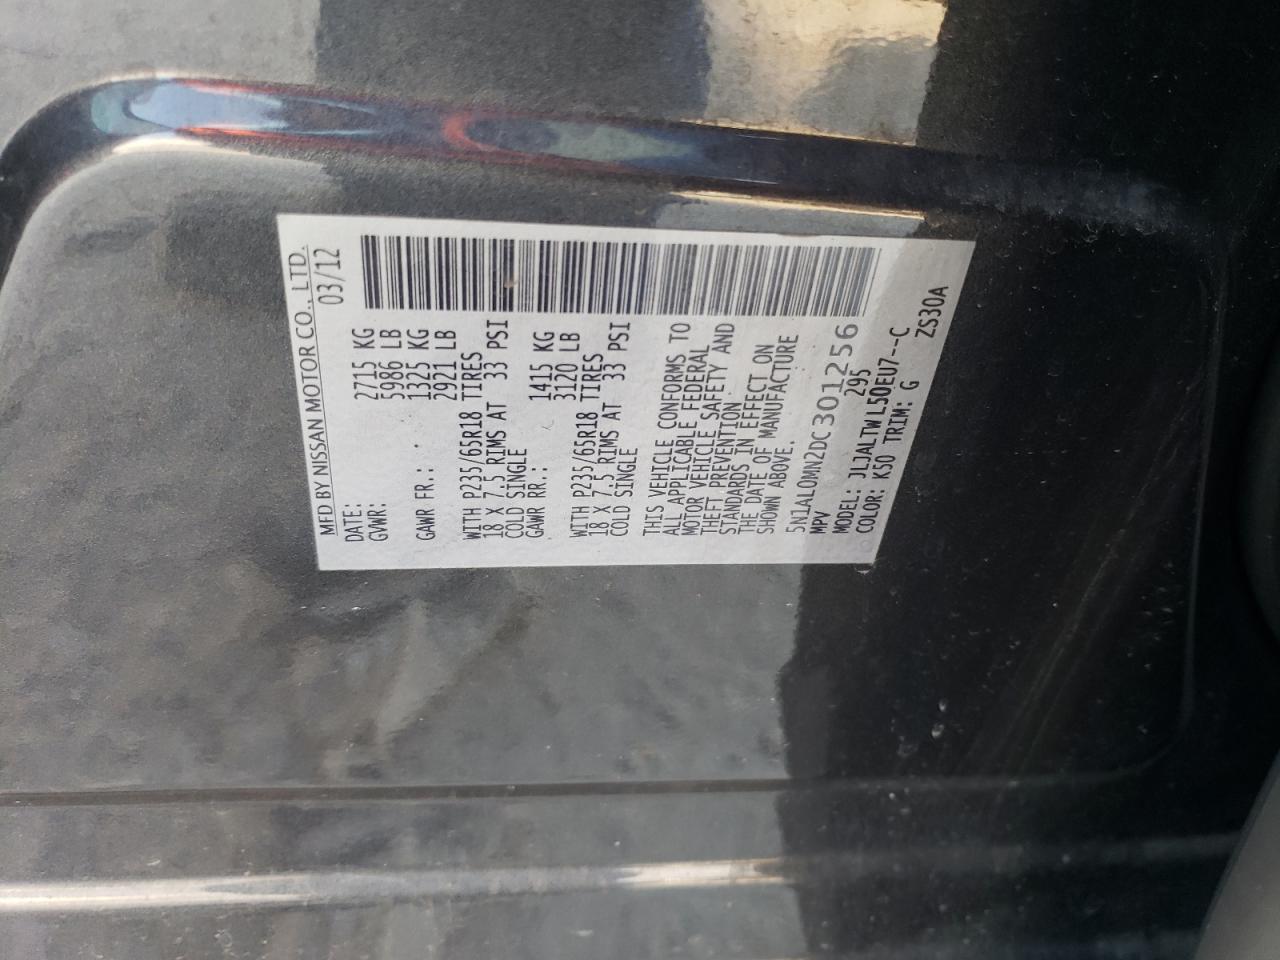 MFD BY NISSAN MOTOR CO., LTD.
DATE: 03/12
GVWR: 2715 KG
5986 LB
GAWR FR.: 1325 KG
2921 LB
WITH P235/65R18 TIRES
18 X 7.5 RIMS AT 33 PSI
COLD SINGLE
GAWR RR.: 1415 KG
3120 LB
WITH P235/65R18 TIRES
18 X 7.5 RIMS AT 33 PSI
COLD SINGLE
THIS VEHICLE CONFORMS TO
ALL APPLICABLE FEDERAL
MOTOR VEHICLE SAFETY AND
THEFT PREVENTION
STANDARDS IN EFFECT ON
THE DATE OF MANUFACTURE
SHOWN ABOVE.
5N1AL0MN2DC301256
MPV 295
MODEL: JLJALTWL50EU7--C
COLOR: K50 TRIM: G
ZS30A